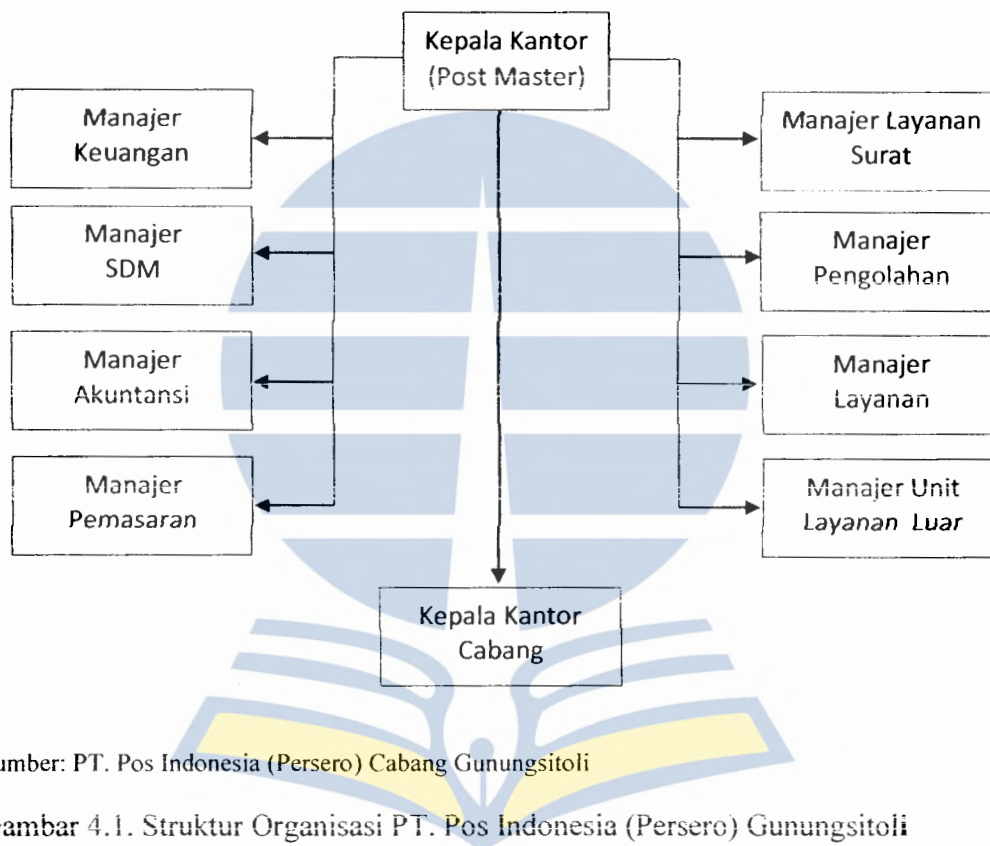 Kepala Kantor
(Post Master)
Manajer
Keuangan
Manajer Layanan
Surat
Manajer
SDM
Manajer
Pengolahan
Manajer
Akuntansi
Manajer
Layanan
Manajer
Pemasaran
Manajer Unit
Layanan Luar
Kepala Kantor
Cabang
umber: PT. Pos Indonesia (Persero) Cabang Gunungsitoli
ambar 4.1. Struktur Organisasi PT. Pos Indonesia (Persero) Gunungsitoli